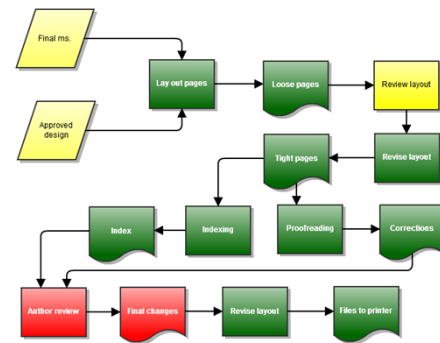 Final ms.
Lay out pages
Loose pages
Review layout
Approved
design
Tight pages
Revise layout
Index
Indexing
Proofreading
Corrections
Author review
Final changes
Revise layout
Files to printer